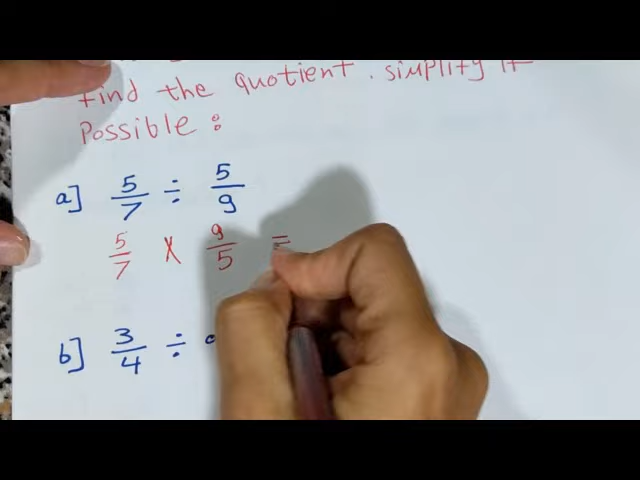 find the quotient. simplify if
possible :
a] 5/7 ÷ 5/9
5/7 X 9/5 =
b] 3/4 ÷